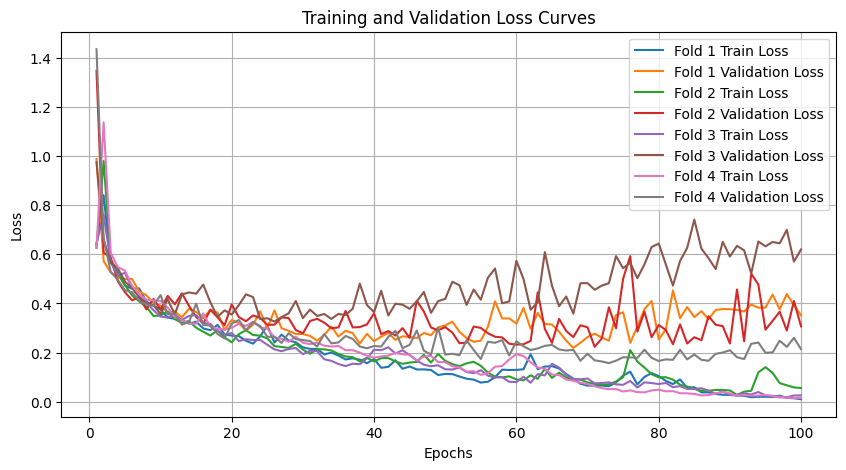 Training and Validation Loss Curves
Loss
1.4
1.2
1.0
0.8
0.6
0.4
0.2
0.0
Fold 1 Train Loss
Fold 1 Validation Loss
Fold 2 Train Loss
Fold 2 Validation Loss
Fold 3 Train Loss
Fold 3 Validation Loss
Fold 4 Train Loss
Fold 4 Validation Loss
0 20 40 60 80 100
Epochs